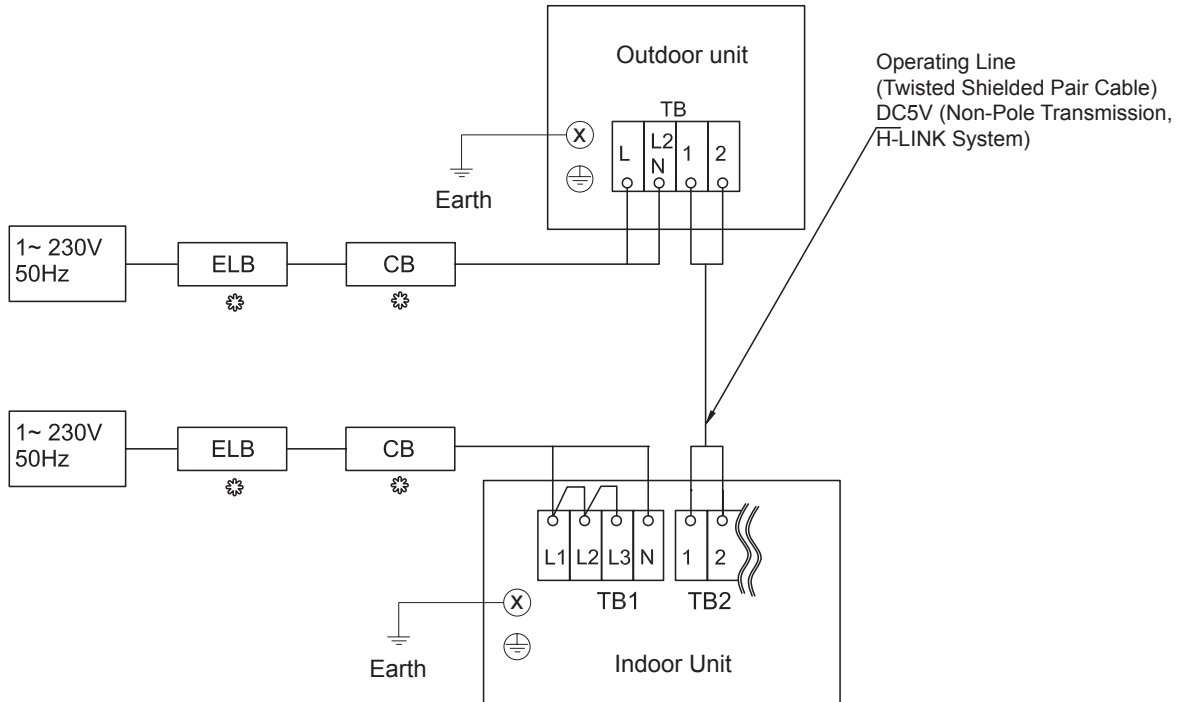 Outdoor unit
Operating Line
(Twisted Shielded Pair Cable)
DC5V (Non-Pole Transmission,
H-LINK System)
TB
X
L
L2
N
1
2
Earth
1~ 230V
50Hz
ELB
CB
1~ 230V
50Hz
ELB
CB
L1
L2
L3
N
1
2
TB1
TB2
X
Earth
Indoor Unit